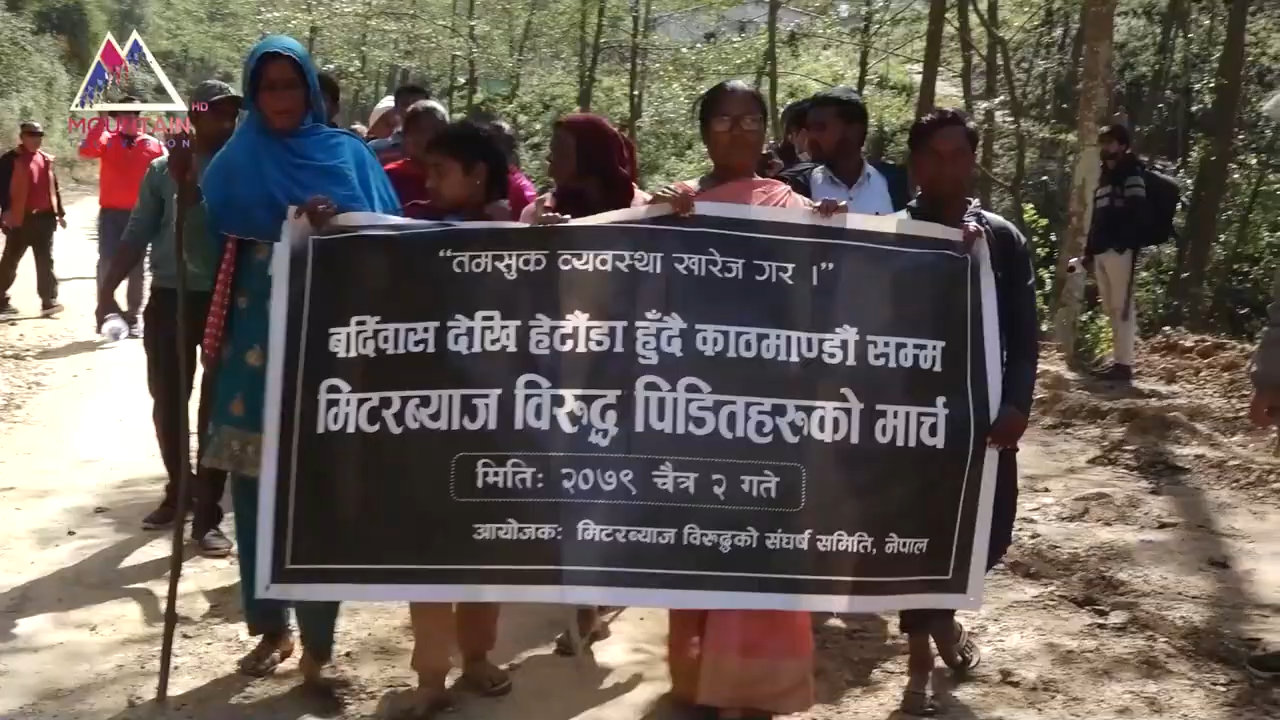 MOUNTAIN HD
TELEVISION
“तमसुक व्यवस्था खारेज गर ।”
बर्दिवास देखि हेटौंडा हुँदै काठमाण्डौं सम्म
मिटरब्याज विरूद्ध पिडितहरूको मार्च
मितिः २०७९ चैत्र २ गते
आयोजकः मिटरब्याज विरूद्धको संघर्ष समिति, नेपाल